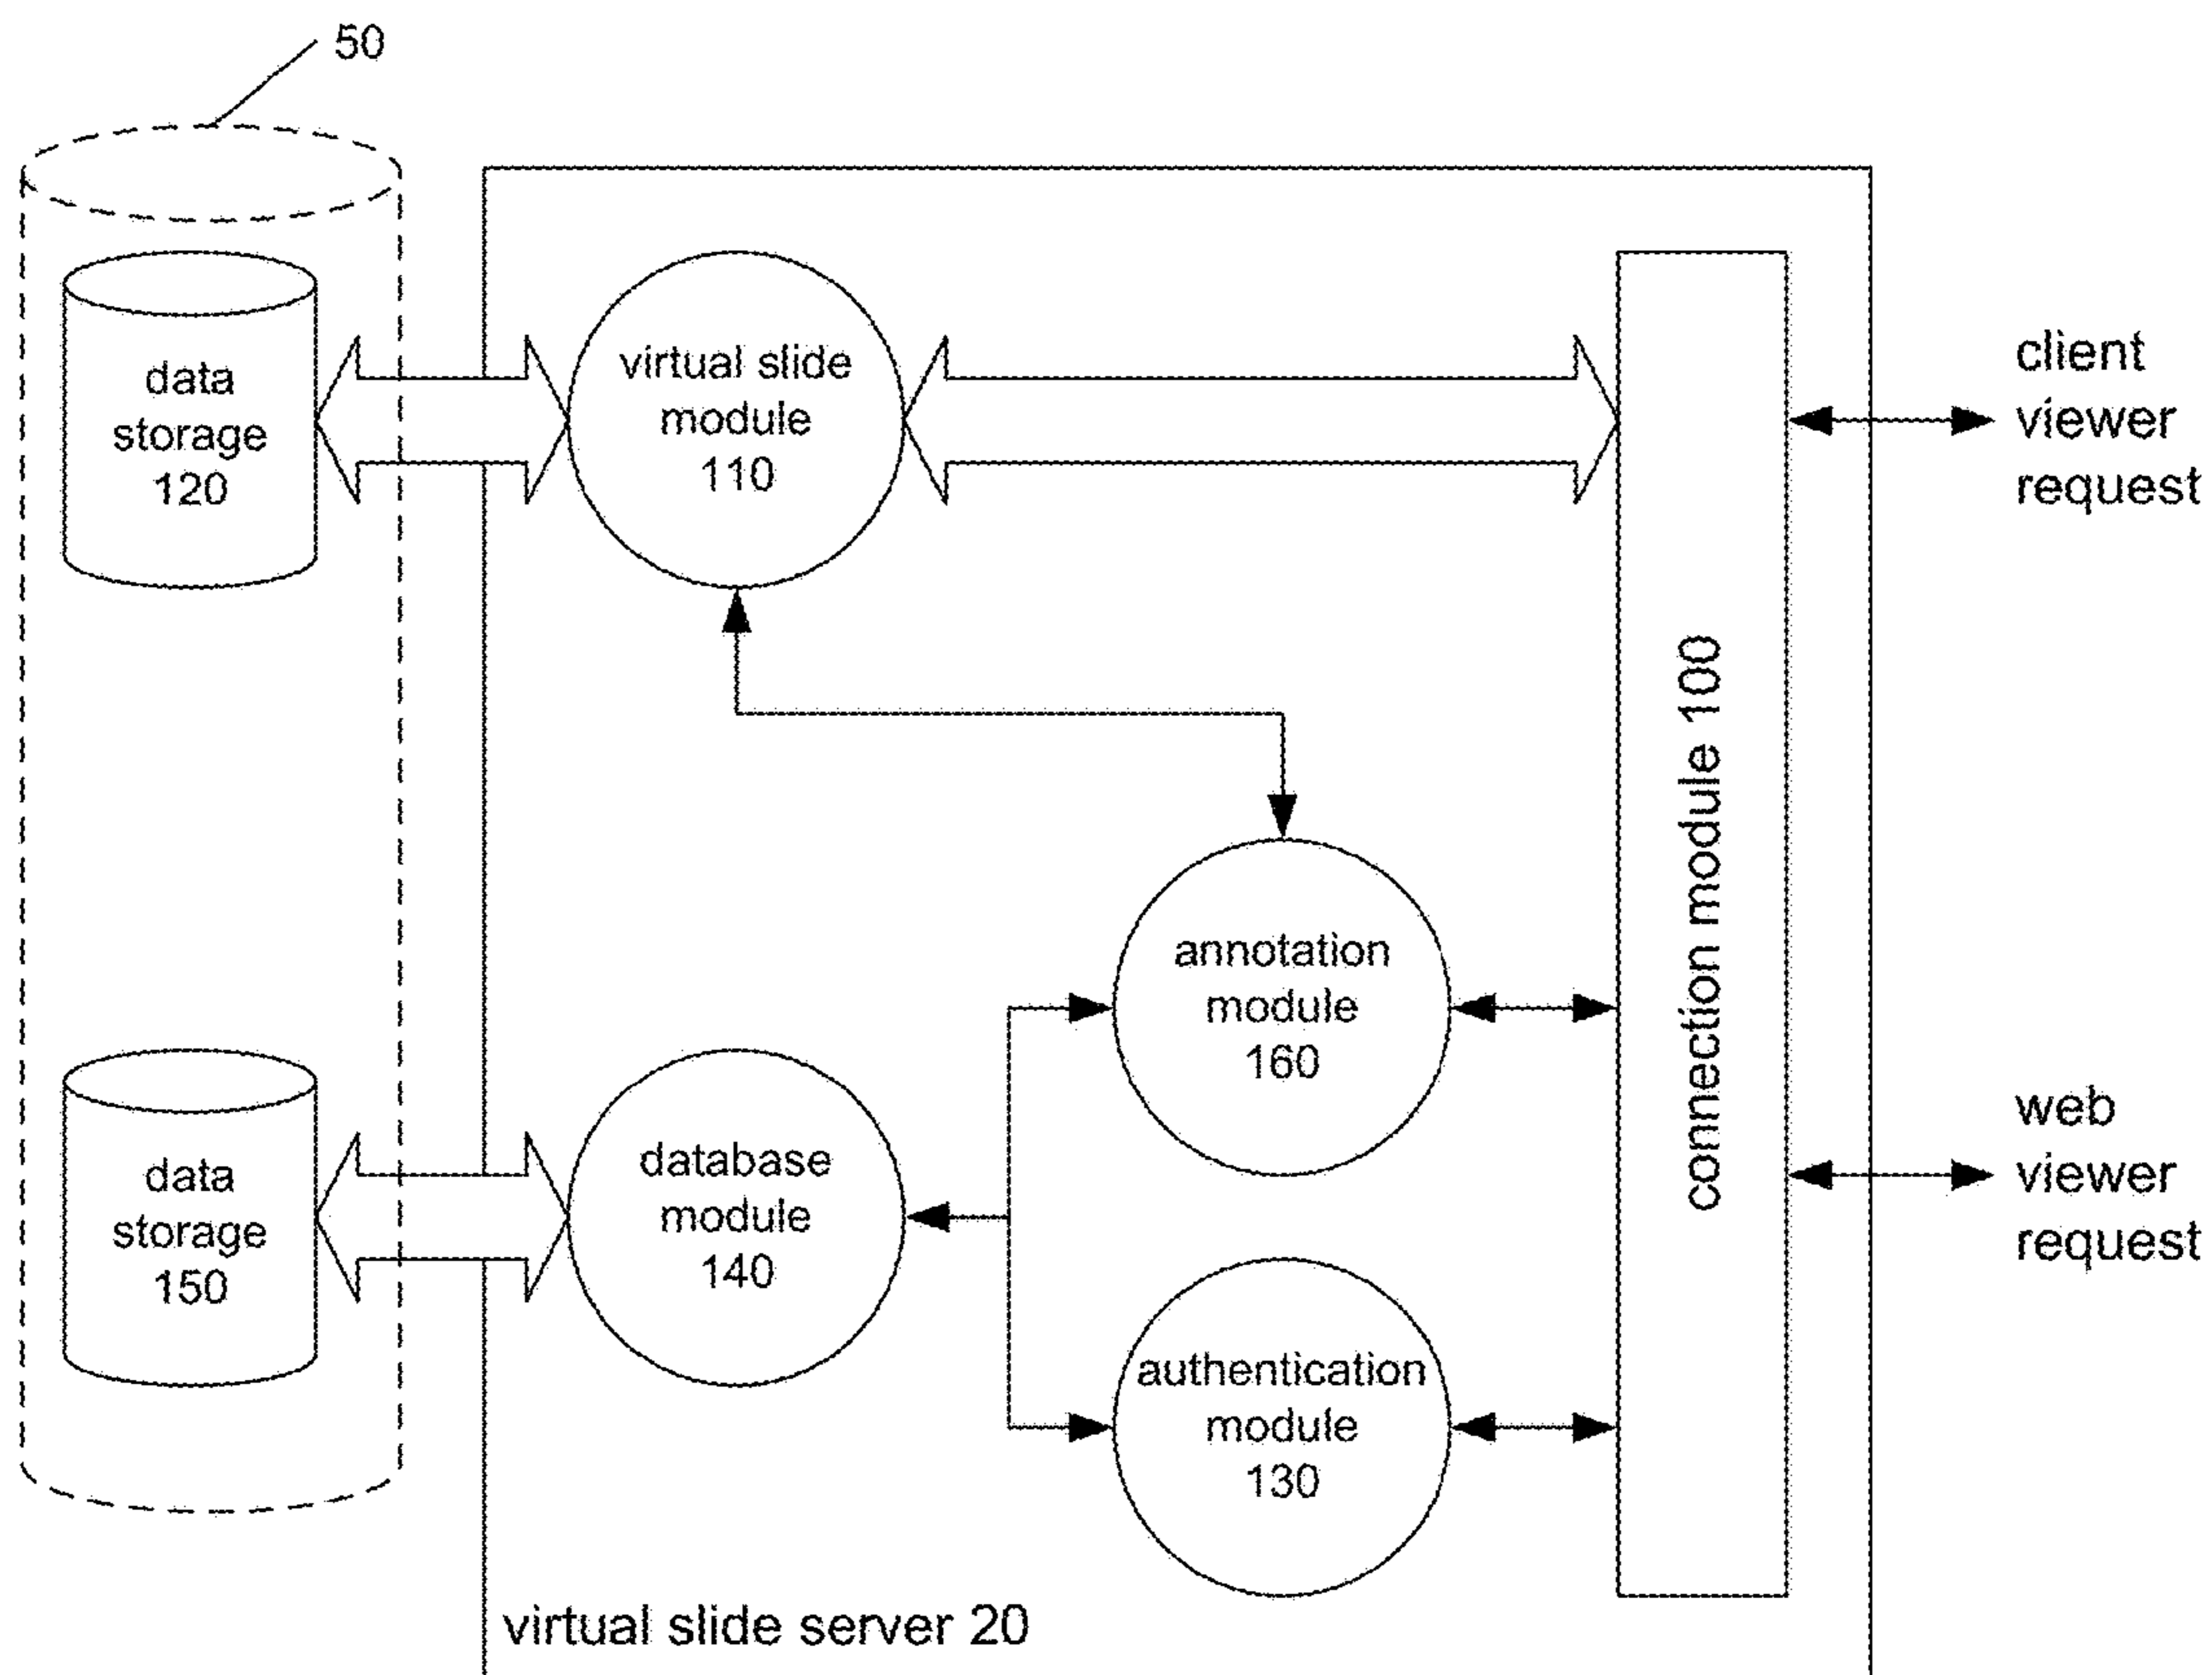 50
data
storage
120
virtual slide
module
110
client
viewer
request
connection module 100
annotation
module
160
data
storage
150
database
module
140
web
viewer
request
authentication
module
130
virtual slide server 20